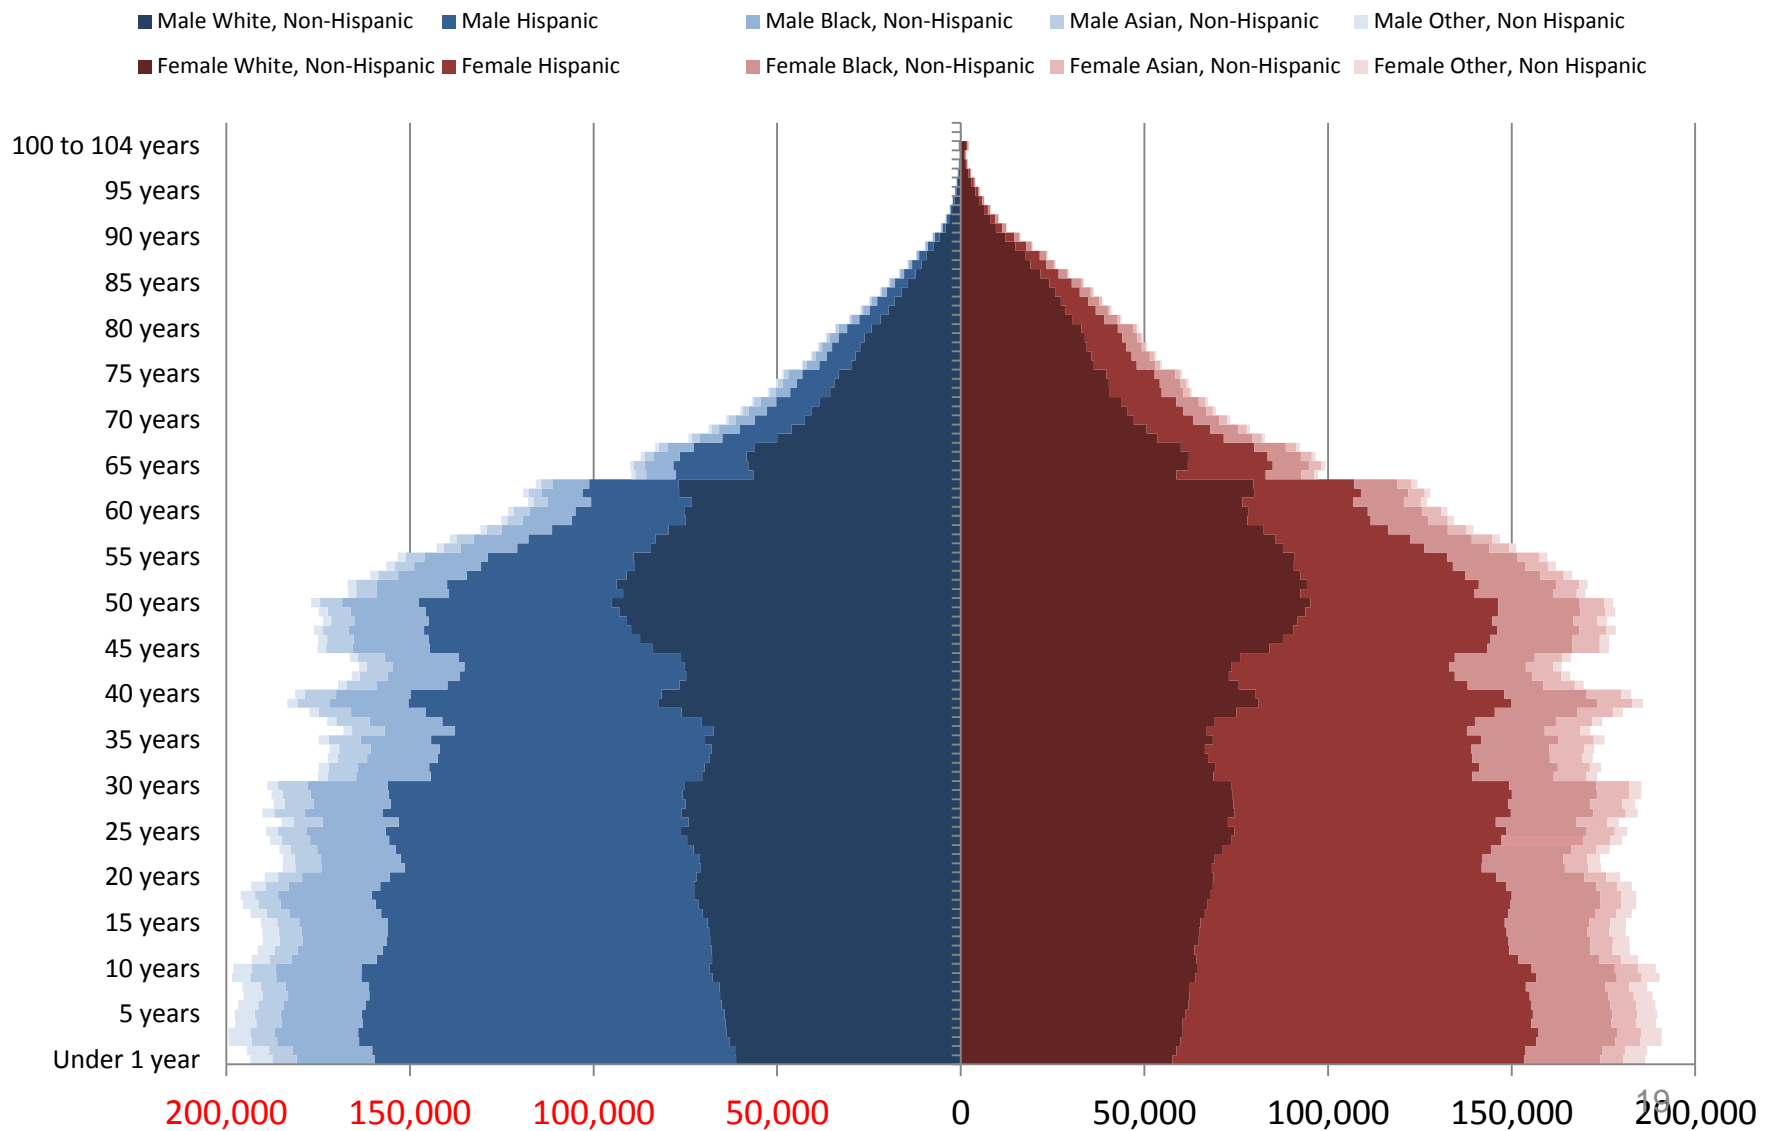 Male White, Non-Hispanic Male Hispanic Male Black, Non-Hispanic Male Asian, Non-Hispanic Male Other, Non Hispanic
Female White, Non-Hispanic Female Hispanic Female Black, Non-Hispanic Female Asian, Non-Hispanic Female Other, Non Hispanic
100 to 104 years
95 years
90 years
85 years
80 years
75 years
70 years
65 years
60 years
55 years
50 years
45 years
40 years
35 years
30 years
25 years
20 years
15 years
10 years
5 years
Under 1 year
200,000 150,000 100,000 50,000 0 50,000 100,000 150,000 200,000
19